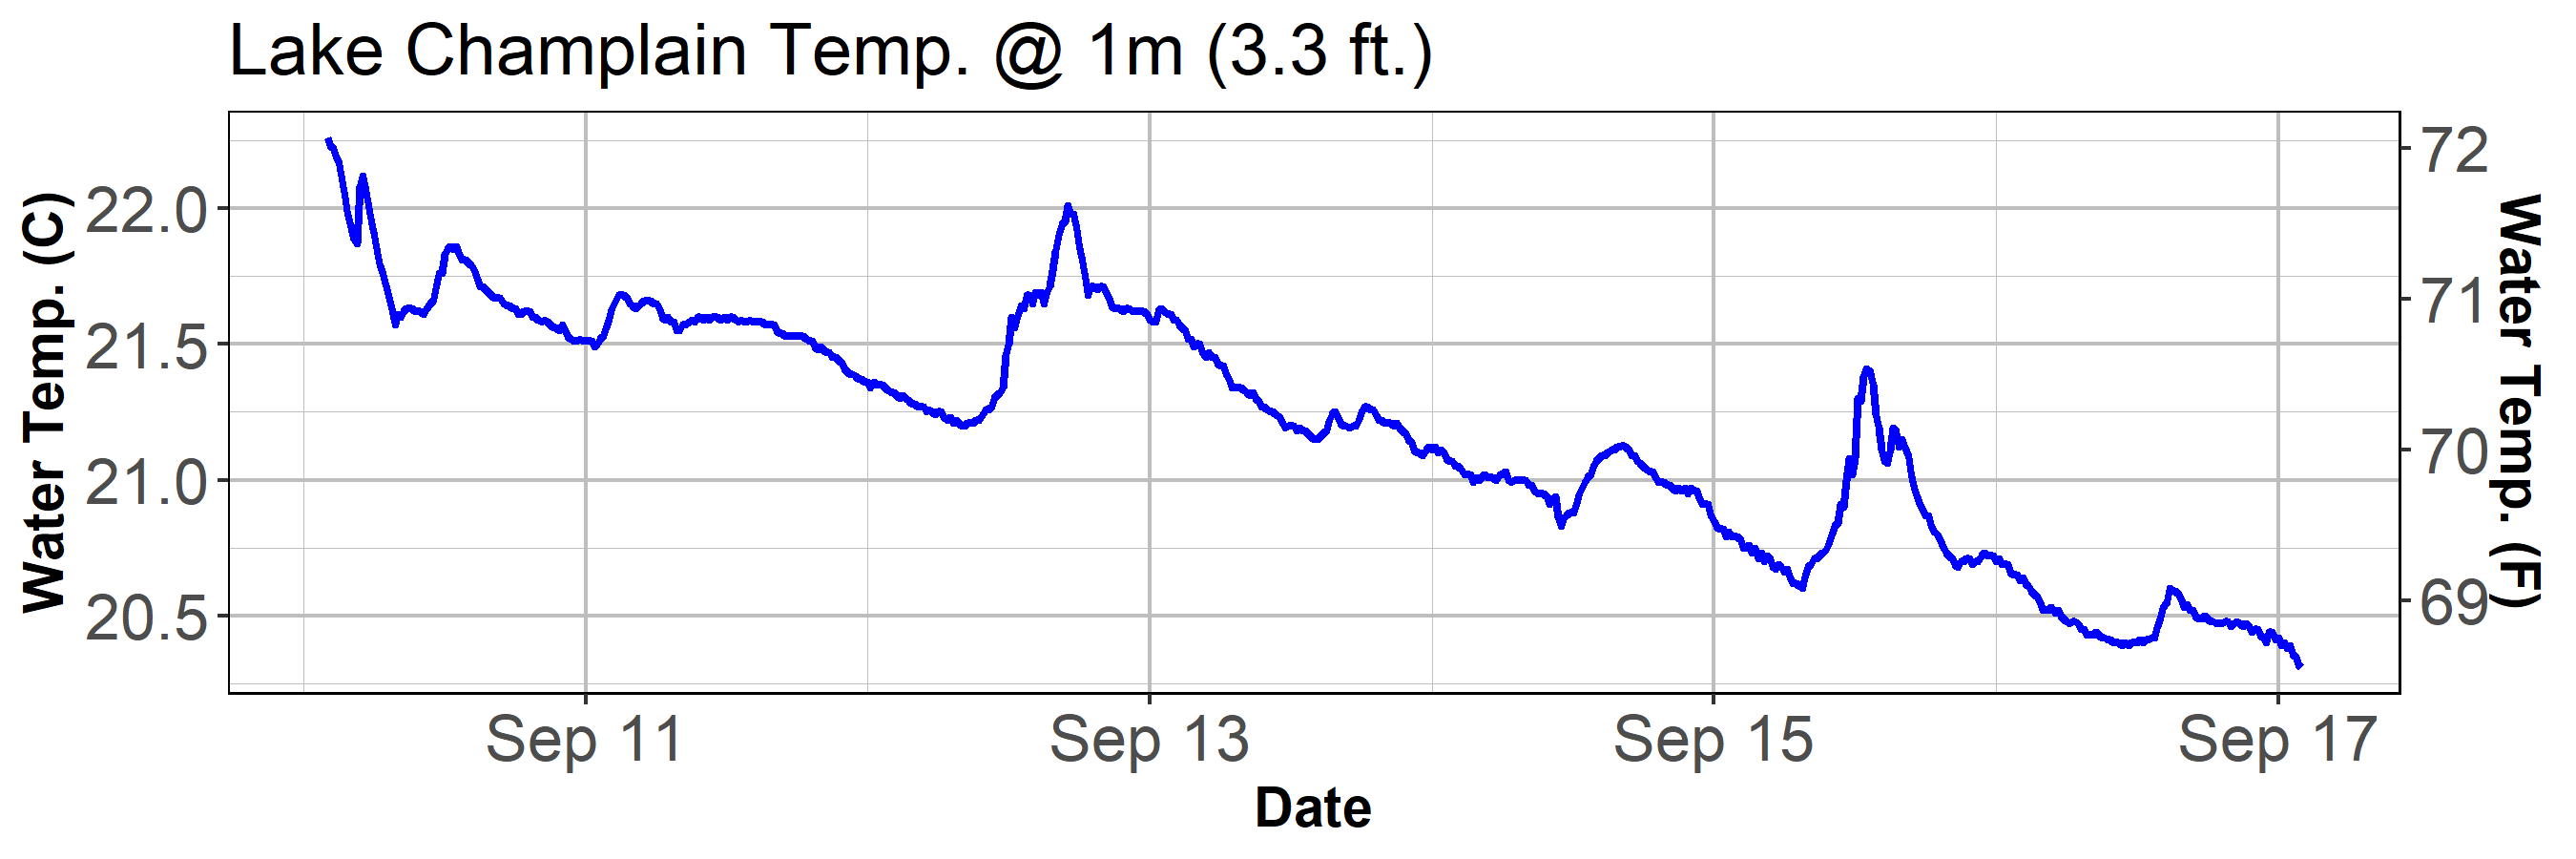 Lake Champlain Temp. @ 1m (3.3 ft.)
Water Temp. (C)
22.0
21.5
21.0
20.5
72
71
70
69
Water Temp. (F)
Sep 11 Sep 13 Sep 15 Sep 17
Date